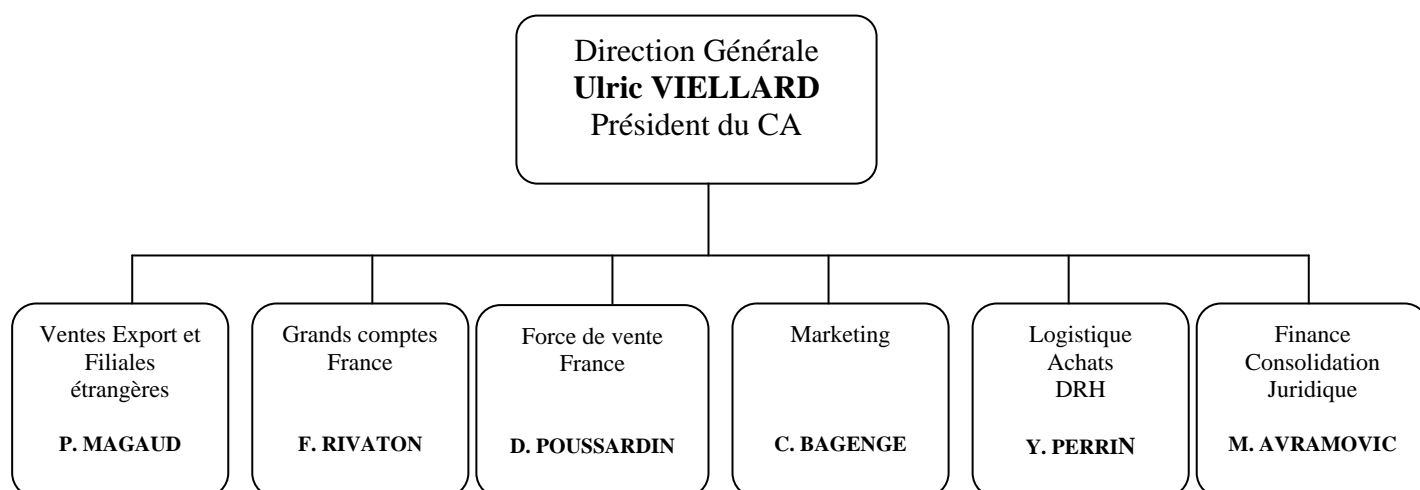 Direction Générale
Ulric VIELLARD
Président du CA
Ventes Export et
Filiales
étrangères
P. MAGAUD
Grands comptes
France
F. RIVATON
Force de vente
France
D. POUSSARDIN
Marketing
C. BAGENGE
Logistique
Achats
DRH
Y. PERRIN
Finance
Consolidation
Juridique
M. AVRAMOVIC